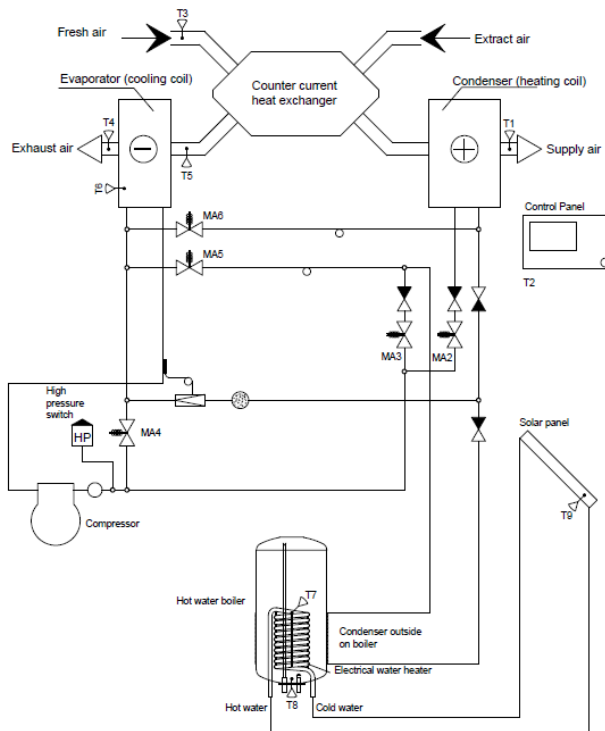 T3
Fresh air
Extract air
Evaporator (cooling coil)
Counter current
heat exchanger
Condenser (heating coil)
T4
T1
Exhaust air
Supply air
T5
T6
MA6
Control Panel
MA5
T2
MA3
MA2
High
pressure
switch
HP
MA4
Solar panel
Compressor
T9
Hot water boiler
T7
Condenser outside
on boiler
Electrical water heater
T8
Hot water
Cold water